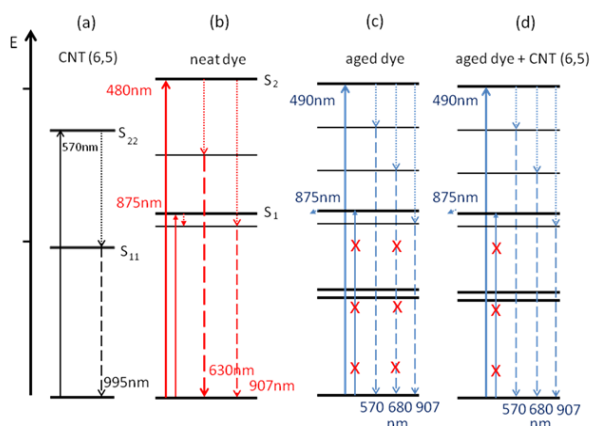 (a)
(b)
(c)
(d)
E
CNT (6,5)
neat dye
aged dye
aged dye + CNT (6,5)
S2
480nm
490nm
490nm
570nm
S22
875nm
875nm
875nm
S1
S11
X X
X
X X
X
X X
X
995nm
630nm
907nm
570 680 907
nm
570 680 907
nm